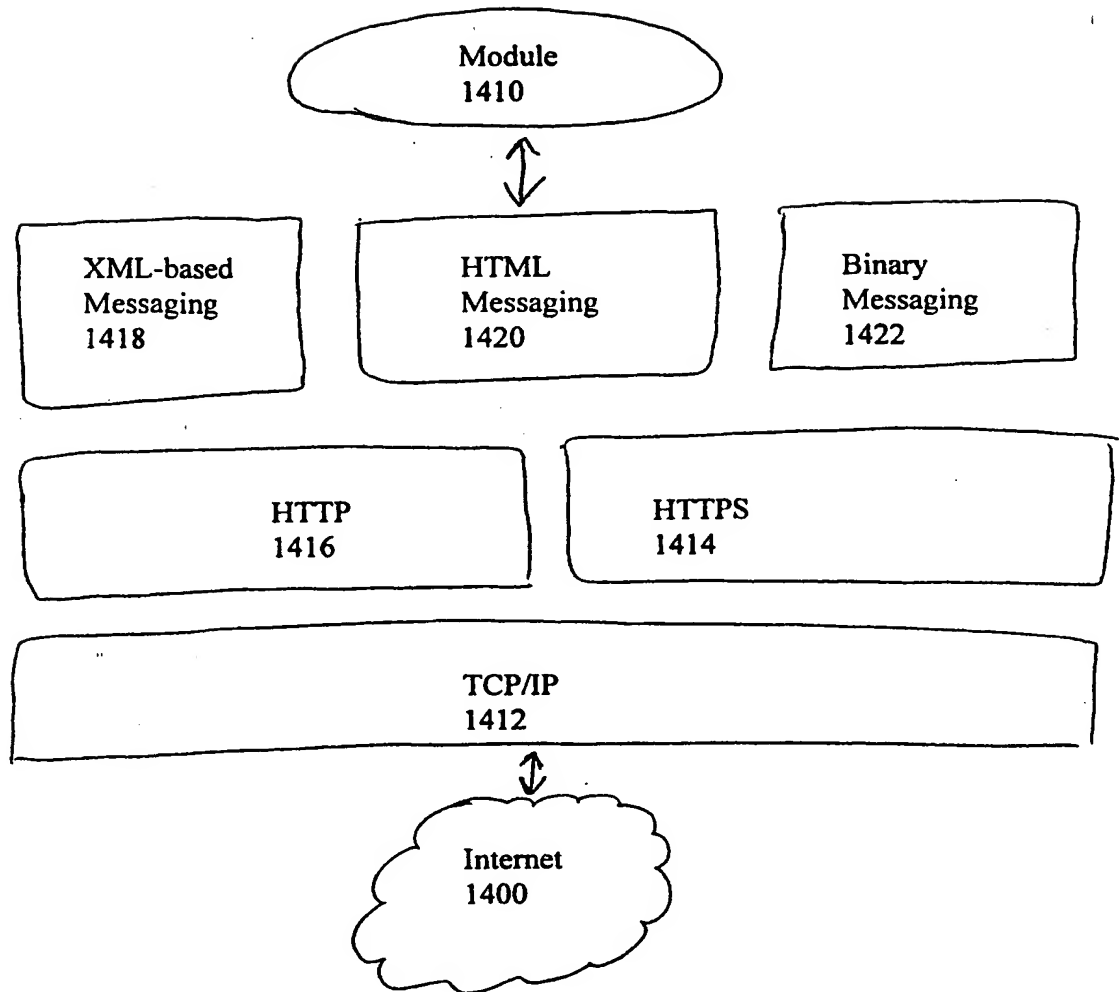 Module
1410
XML-based
Messaging
1418
HTML
Messaging
1420
Binary
Messaging
1422
HTTP
1416
HTTPS
1414
TCP/IP
1412
Internet
1400